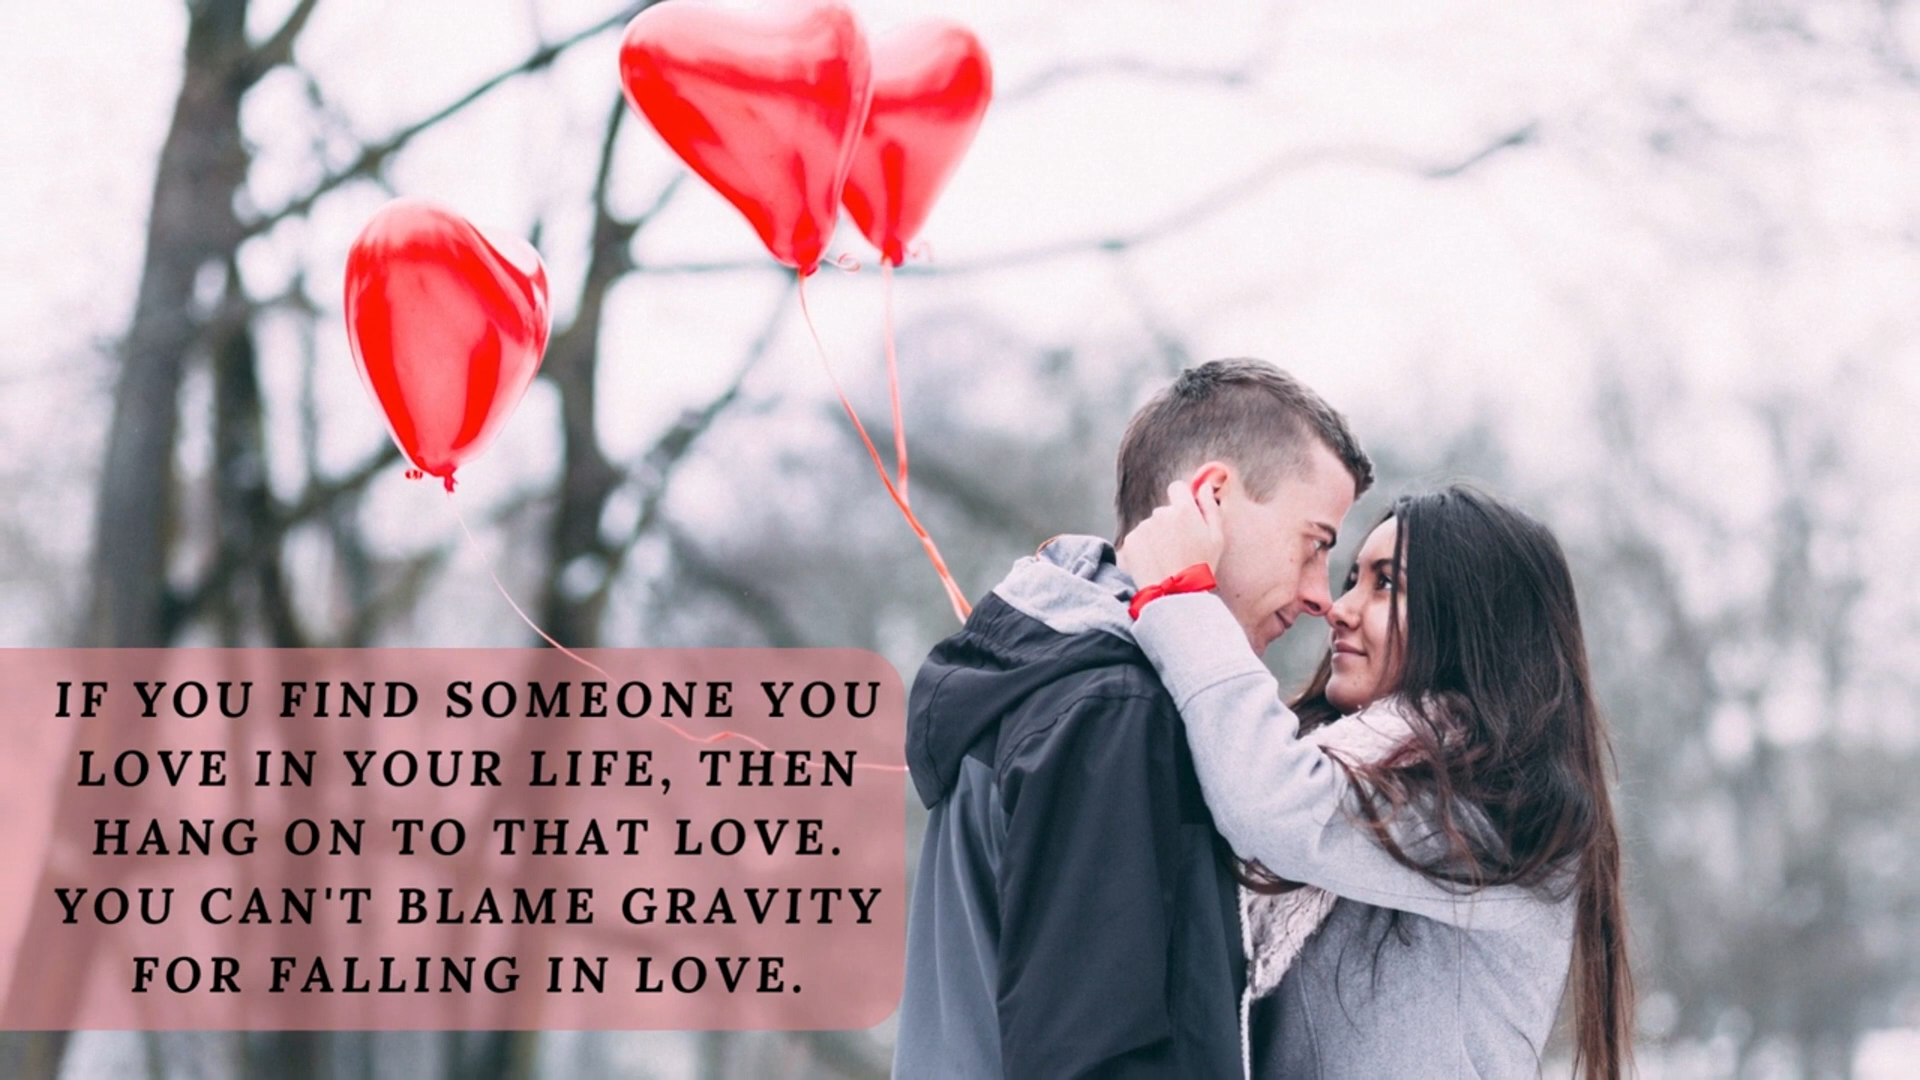 IF YOU FIND SOMEONE YOU
LOVE IN YOUR LIFE, THEN
HANG ON TO THAT LOVE.
YOU CAN'T BLAME GRAVITY
FOR FALLING IN LOVE.